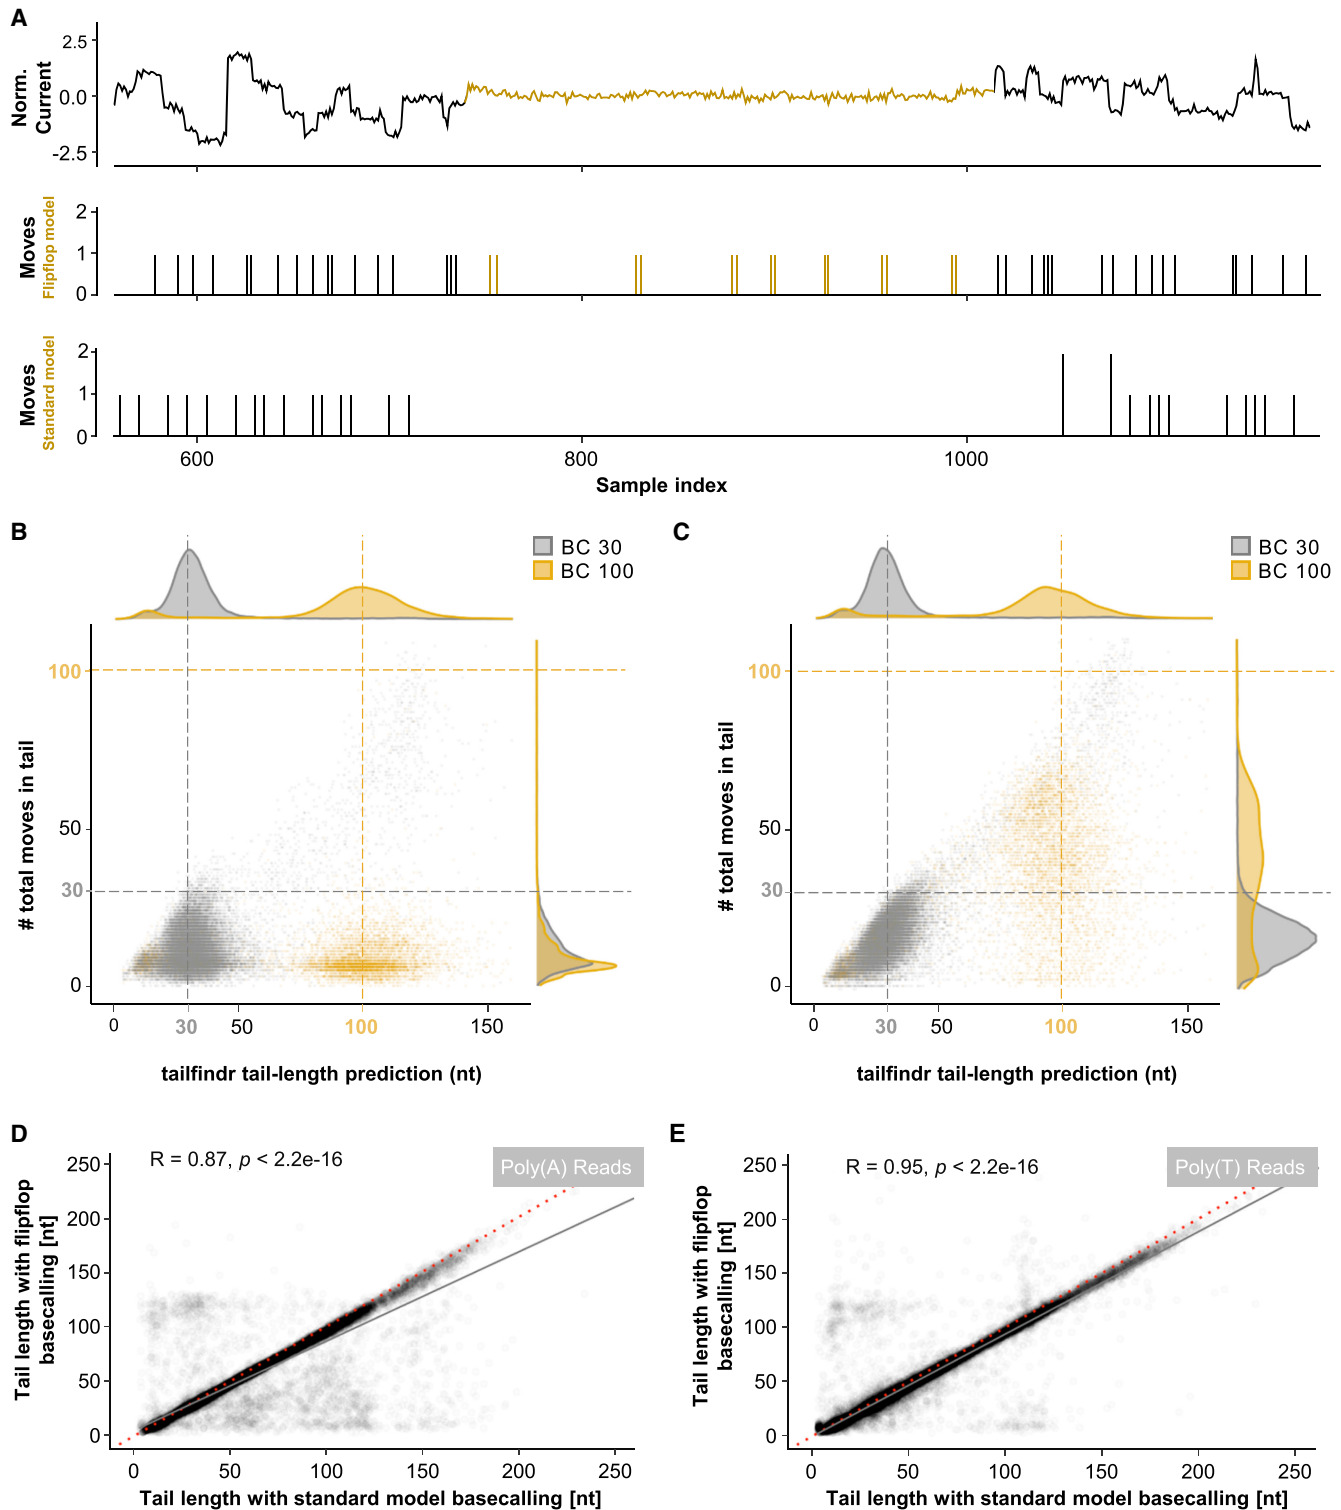 A
Norm.
Current
2.5
0.0
-2.5
Moves
Flipflop model
2
1
0
Moves
Standard model
2
1
0
600
800
1000
Sample index
B
BC 30
BC 100
# total moves in tail
100
50
30
0
0
30
50
100
150
tailfindr tail-length prediction (nt)
C
BC 30
BC 100
# total moves in tail
100
50
30
0
0
30
50
100
150
tailfindr tail-length prediction (nt)
D
R = 0.87, p < 2.2e-16
Poly(A) Reads
Tail length with flipflop
basecalling [nt]
250
200
150
100
50
0
0
50
100
150
200
250
Tail length with standard model basecalling [nt]
E
R = 0.95, p < 2.2e-16
Poly(T) Reads
Tail length with flipflop
basecalling [nt]
250
200
150
100
50
0
0
50
100
150
200
250
Tail length with standard model basecalling [nt]